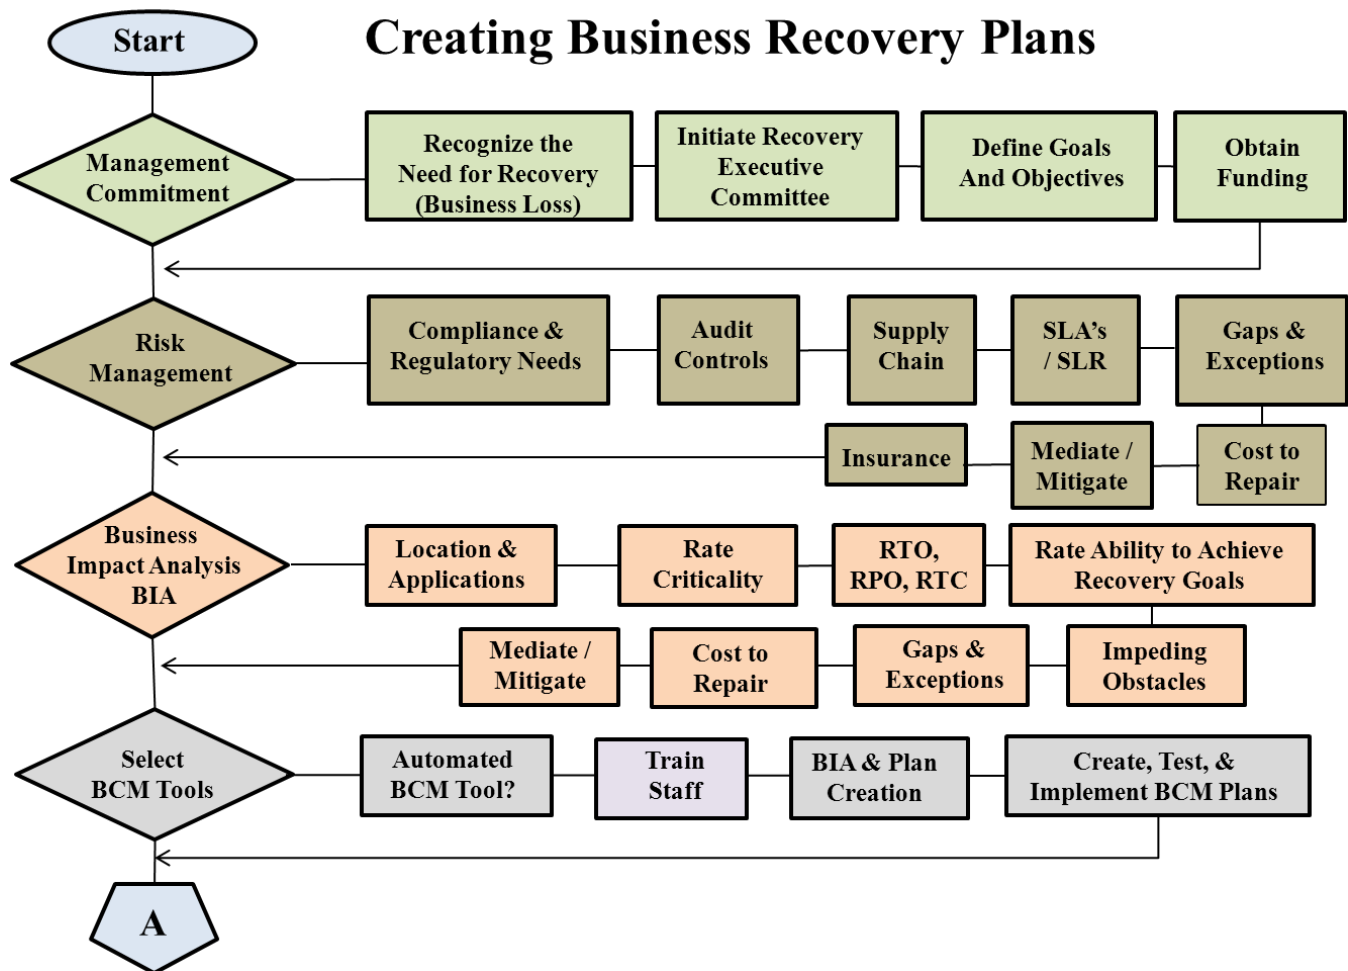 Start
Creating Business Recovery Plans
Management
Commitment
Recognize the
Need for Recovery
(Business Loss)
Initiate Recovery
Executive
Committee
Define Goals
And Objectives
Obtain
Funding
Risk
Management
Compliance &
Regulatory Needs
Audit
Controls
Supply
Chain
SLA’s
/ SLR
Gaps &
Exceptions
Insurance
Mediate /
Mitigate
Cost to
Repair
Business
Impact Analysis
BIA
Location &
Applications
Rate
Criticality
RTO,
RPO, RTC
Rate Ability to Achieve
Recovery Goals
Mediate /
Mitigate
Cost to
Repair
Gaps &
Exceptions
Impeding
Obstacles
Select
BCM Tools
Automated
BCM Tool?
Train
Staff
BIA & Plan
Creation
Create, Test, &
Implement BCM Plans
A